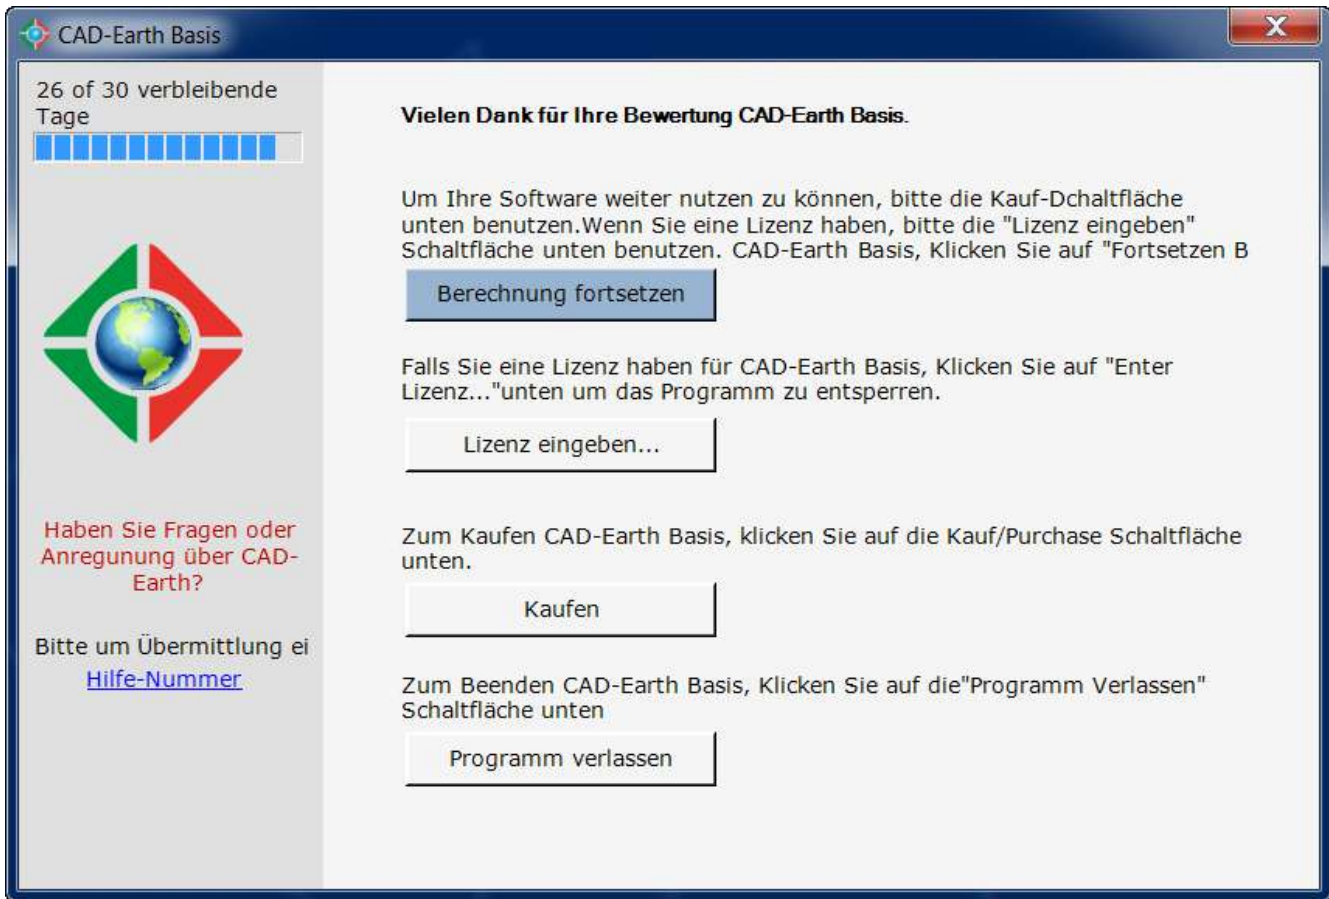 CAD-Earth Basis
26 of 30 verbleibende
Tage
Haben Sie Fragen oder
Anregunung über CAD-
Earth?
Bitte um Übermittlung ei
Hilfe-Nummer
Vielen Dank für Ihre Bewertung CAD-Earth Basis.
Um Ihre Software weiter nutzen zu können, bitte die Kauf-Dchaltfläche
unten benutzen.Wenn Sie eine Lizenz haben, bitte die "Lizenz eingeben"
Schaltfläche unten benutzen. CAD-Earth Basis, Klicken Sie auf "Fortsetzen B
Berechnung fortsetzen
Falls Sie eine Lizenz haben für CAD-Earth Basis, Klicken Sie auf "Enter
Lizenz..."unten um das Programm zu entsperren.
Lizenz eingeben...
Zum Kaufen CAD-Earth Basis, klicken Sie auf die Kauf/Purchase Schaltfläche
unten.
Kaufen
Zum Beenden CAD-Earth Basis, Klicken Sie auf die"Programm Verlassen"
Schaltfläche unten
Programm verlassen